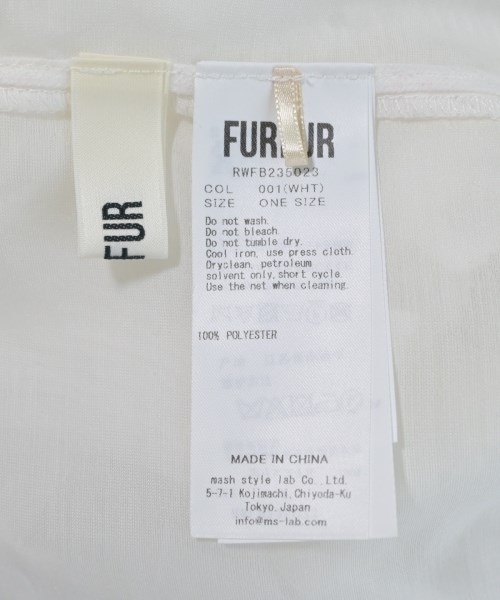 FUR
FURFUR
RWFB235023
COL 001(WHT)
SIZE ONE SIZE
Do not wash.
Do not bleach.
Do not tumble dry.
Cool iron, use press cloth.
Dryclean, petroleum
solvent only, short cycle.
Use the net when cleaning.
100% POLYESTER
MADE IN CHINA
mash style lab Co.,Ltd.
5-7-1 Kojimachi,Chiyoda-Ku
Tokyo,Japan
info@ms-lab.com